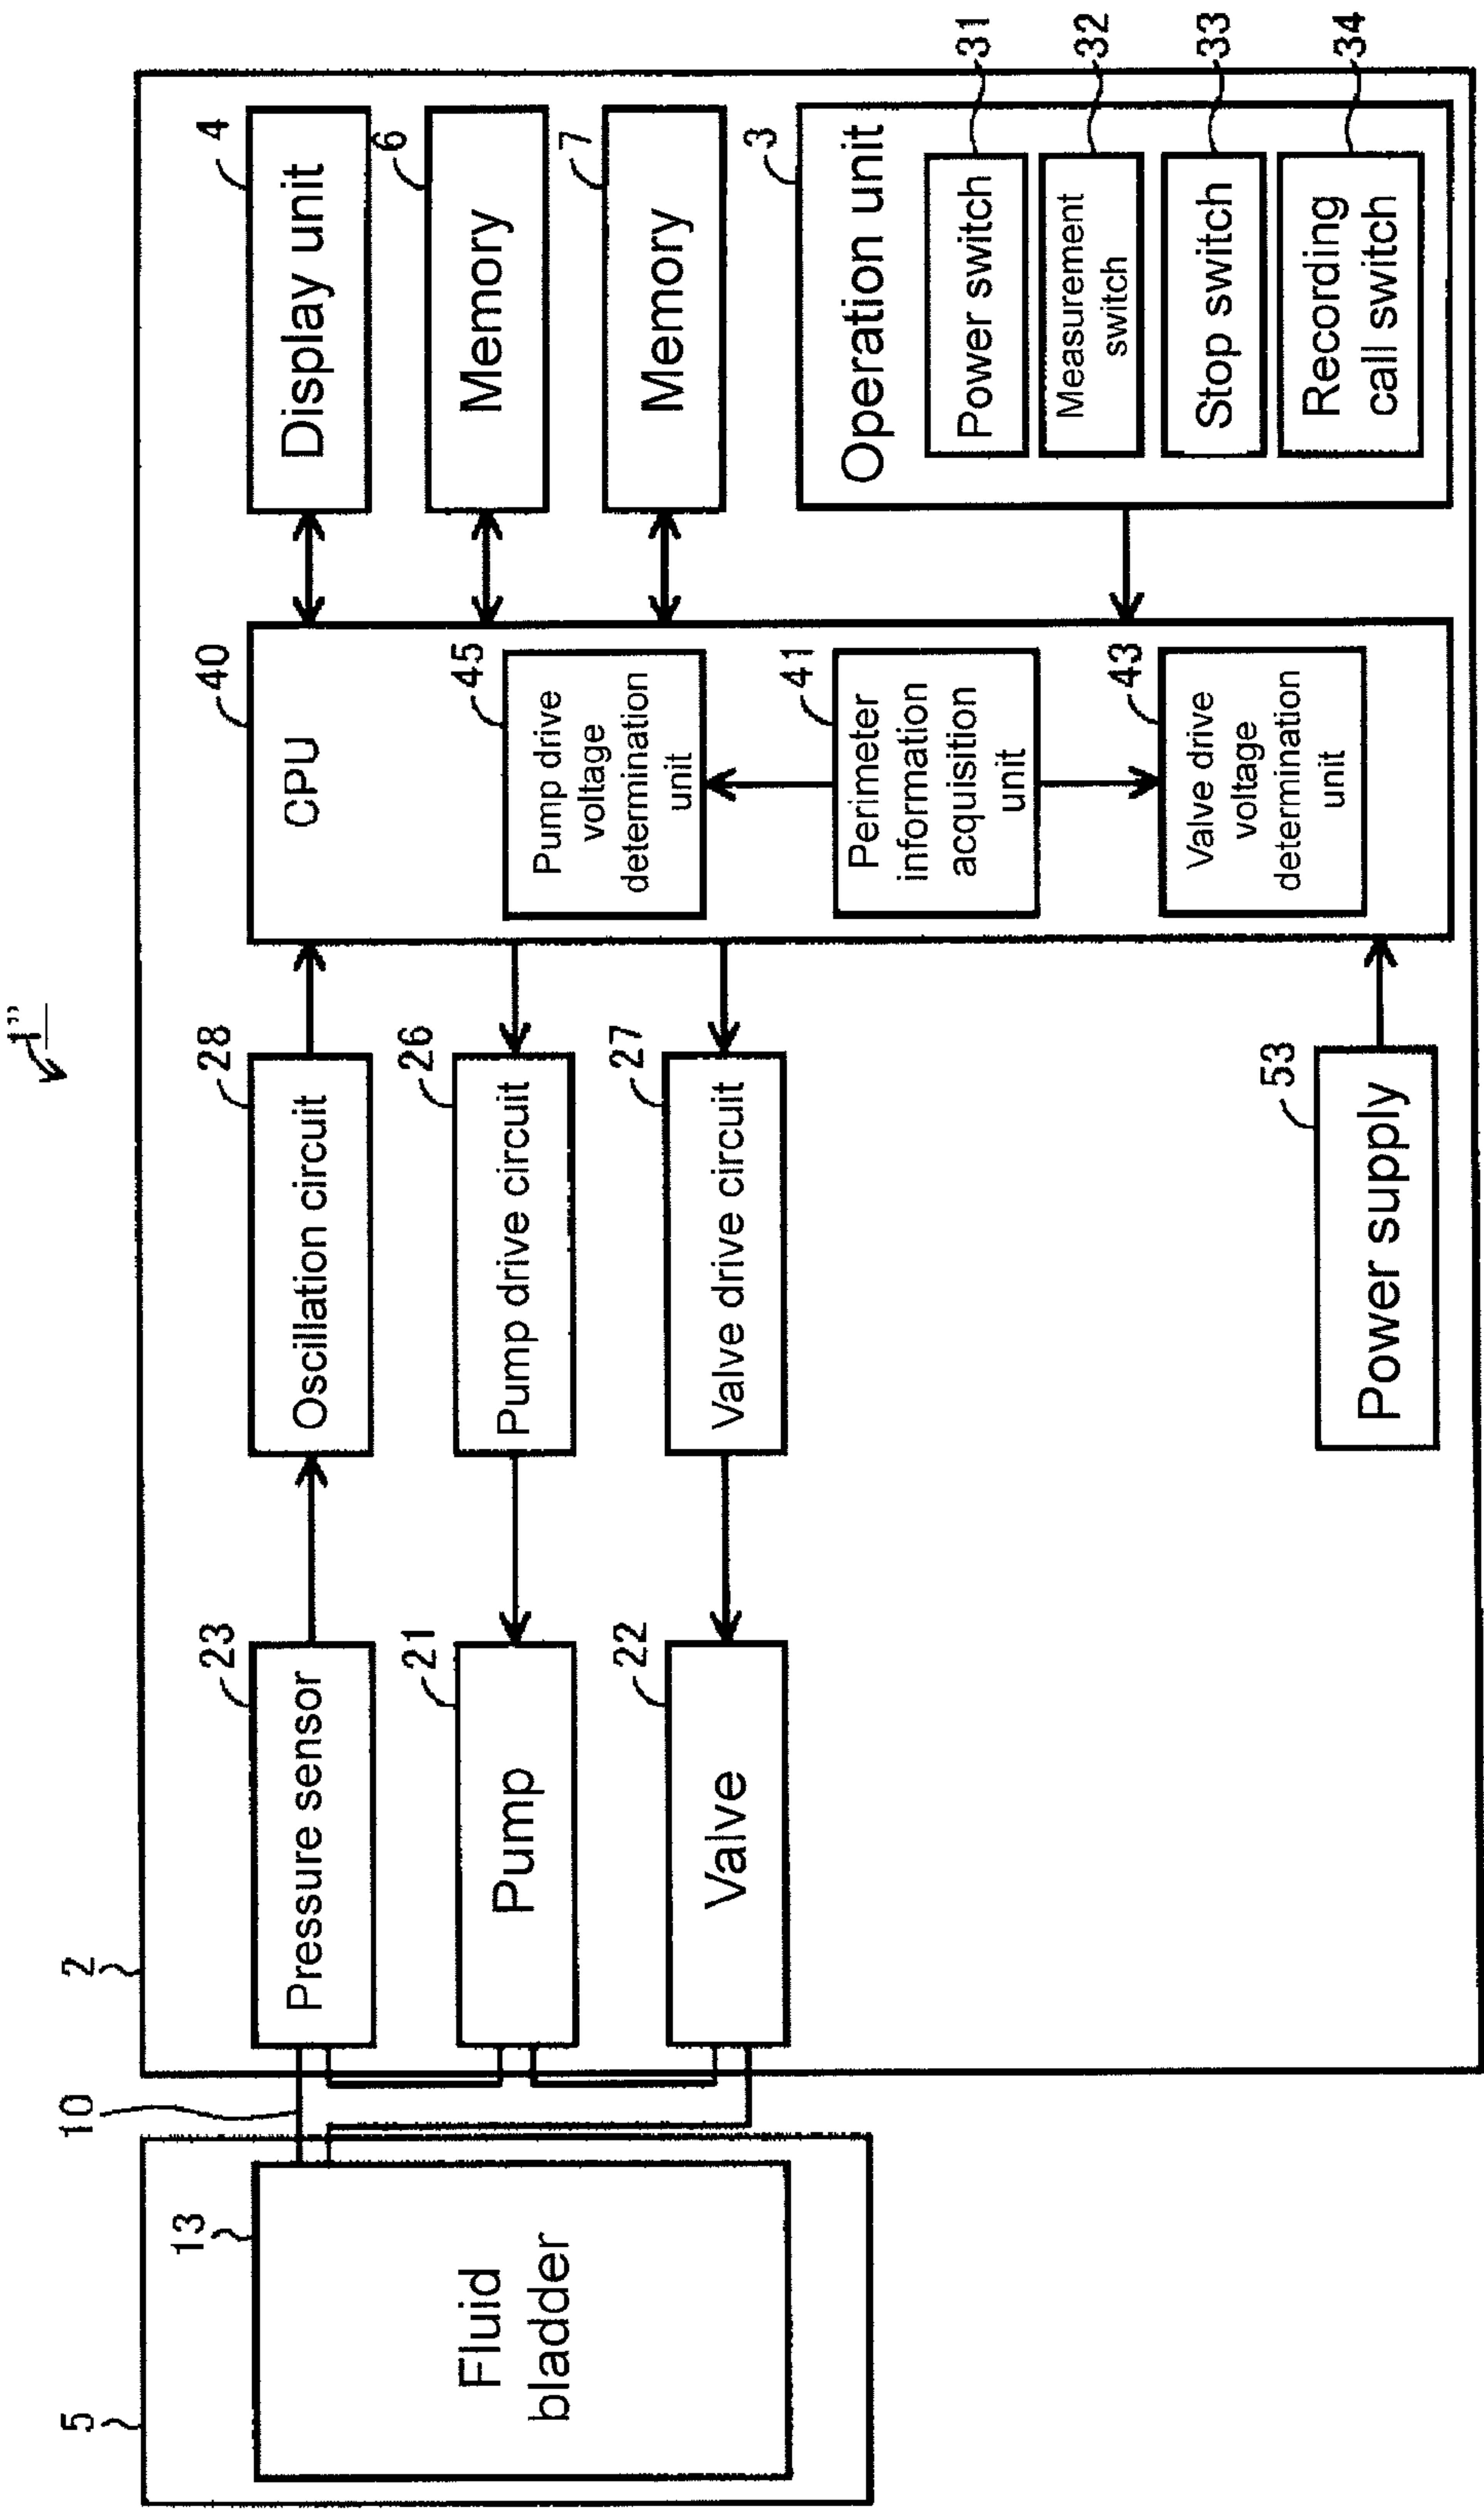 1"
2
5
13
Fluid
bladder
10
23
Pressure sensor
21
Pump
22
Valve
28
Oscillation circuit
26
Pump drive circuit
27
Valve drive circuit
53
Power supply
40
CPU
45
Pump drive
voltage
determination
unit
41
Perimeter
information
acquisition
unit
43
Valve drive
voltage
determination
unit
4
Display unit
6
Memory
7
Memory
3
Operation unit
Power switch
31
Measurement
switch
32
Stop switch
33
Recording
call switch
34